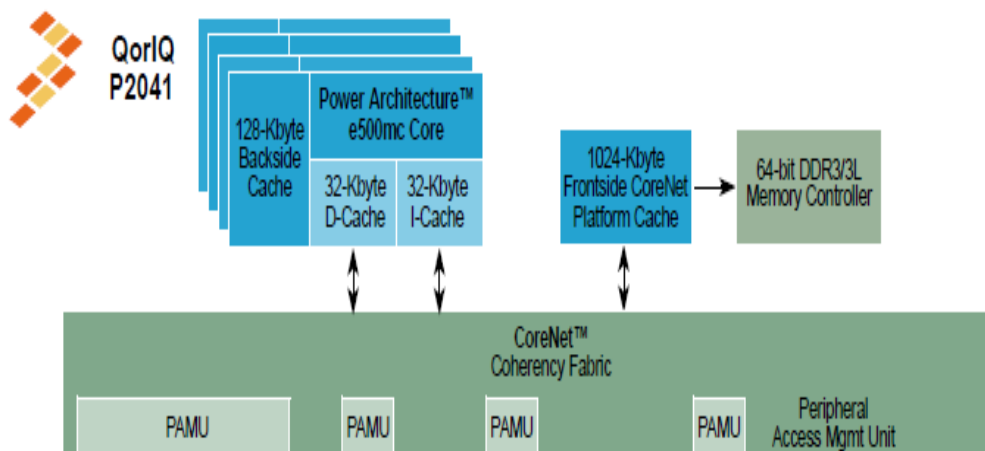 QorIQ
P2041
Power Architecture™
e500mc Core
128-Kbyte
Backside
Cache
32-Kbyte
D-Cache
32-Kbyte
I-Cache
1024-Kbyte
Frontside CoreNet
Platform Cache
64-bit DDR3/3L
Memory Controller
CoreNet™
Coherency Fabric
PAMU
PAMU
PAMU
PAMU
Peripheral
Access Mgmt Unit